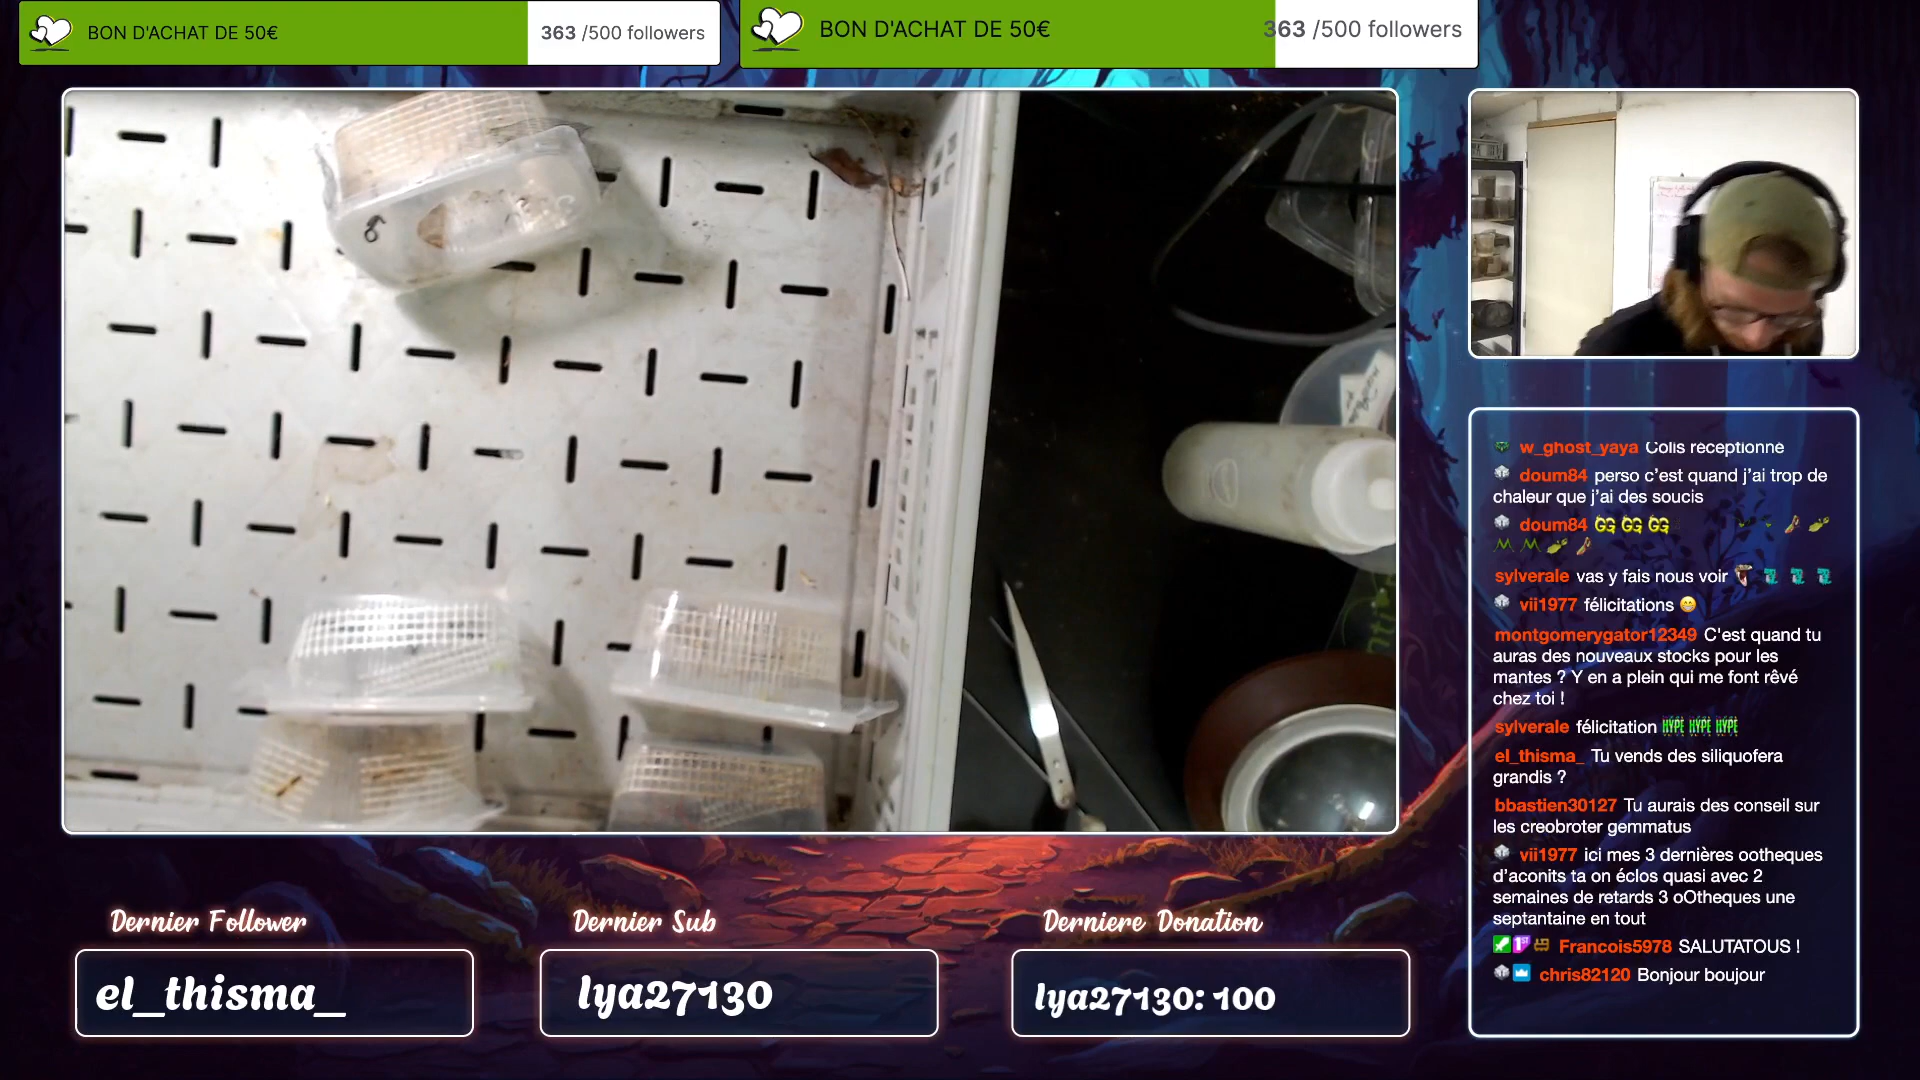 BON D'ACHAT DE 50€
363 /500 followers
BON D'ACHAT DE 50€
363 /500 followers
w_ghost_yaya Colis réceptionné
doum84 perso c’est quand j’ai trop de
chaleur que j’ai des soucis
doum84 GG GG GG
sylverale vas y fais nous voir
vii1977 félicitations 😁
montgomerygator12349 C'est quand tu
auras des nouveaux stocks pour les
mantes ? Y en a plein qui me font rêvé
chez toi !
sylverale félicitation HYPE HYPE HYPE
el_thisma_ Tu vends des siliquofera
grandis ?
bbastien30127 Tu aurais des conseil sur
les creobroter gemmatus
vii1977 ici mes 3 dernières ootheques
d’aconits ta on éclos quasi avec 2
semaines de retards 3 oOtheques une
septantaine en tout
1ST Francois5978 SALUTATOUS !
chris82120 Bonjour boujour
Dernier Follower
el_thisma_
Dernier Sub
lya27130
Derniere Donation
lya27130: 100